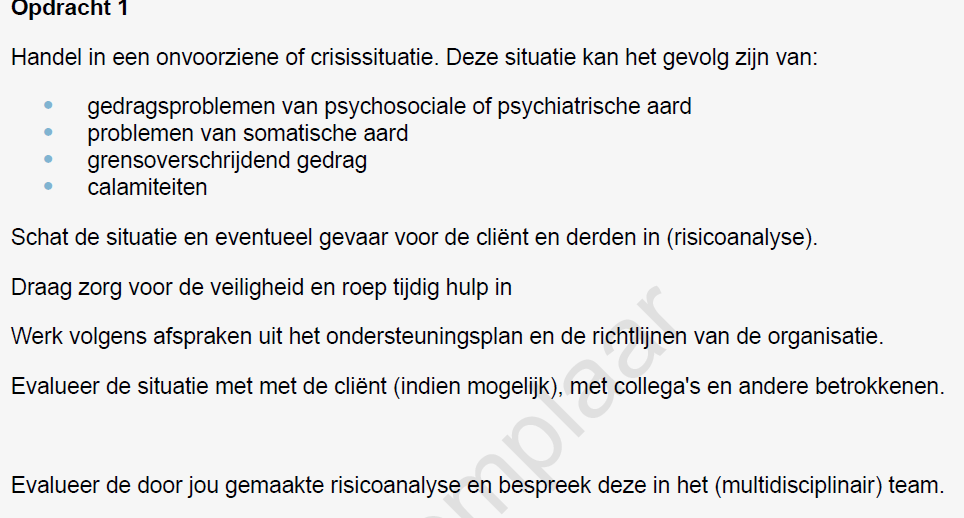 Opdracht 1
Handel in een onvoorziene of crisissituatie. Deze situatie kan het gevolg zijn van:
• gedragsproblemen van psychosociale of psychiatrische aard
• problemen van somatische aard
• grensoverschrijdend gedrag
• calamiteiten
Schat de situatie en eventueel gevaar voor de cliënt en derden in (risicoanalyse).
Draag zorg voor de veiligheid en roep tijdig hulp in
Werk volgens afspraken uit het ondersteuningsplan en de richtlijnen van de organisatie.
Evalueer de situatie met met de cliënt (indien mogelijk), met collega's en andere betrokkenen.
Evalueer de door jou gemaakte risicoanalyse en bespreek deze in het (multidisciplinair) team.